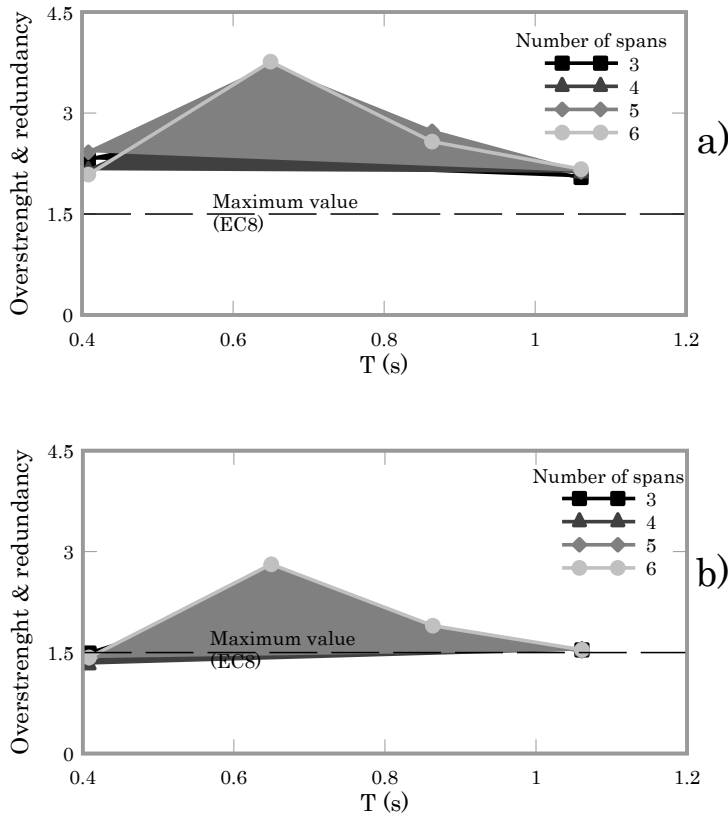 4.5
3
1.5
0
Overstrenght & redundancy
Number of spans
3
4
5
6
Maximum value
(EC8)
a)
0.4
0.6
0.8
1
1.2
T (s)
4.5
3
1.5
0
Overstrenght & redundancy
Number of spans
3
4
5
6
Maximum value
(EC8)
b)
0.4
0.6
0.8
1
1.2
T (s)